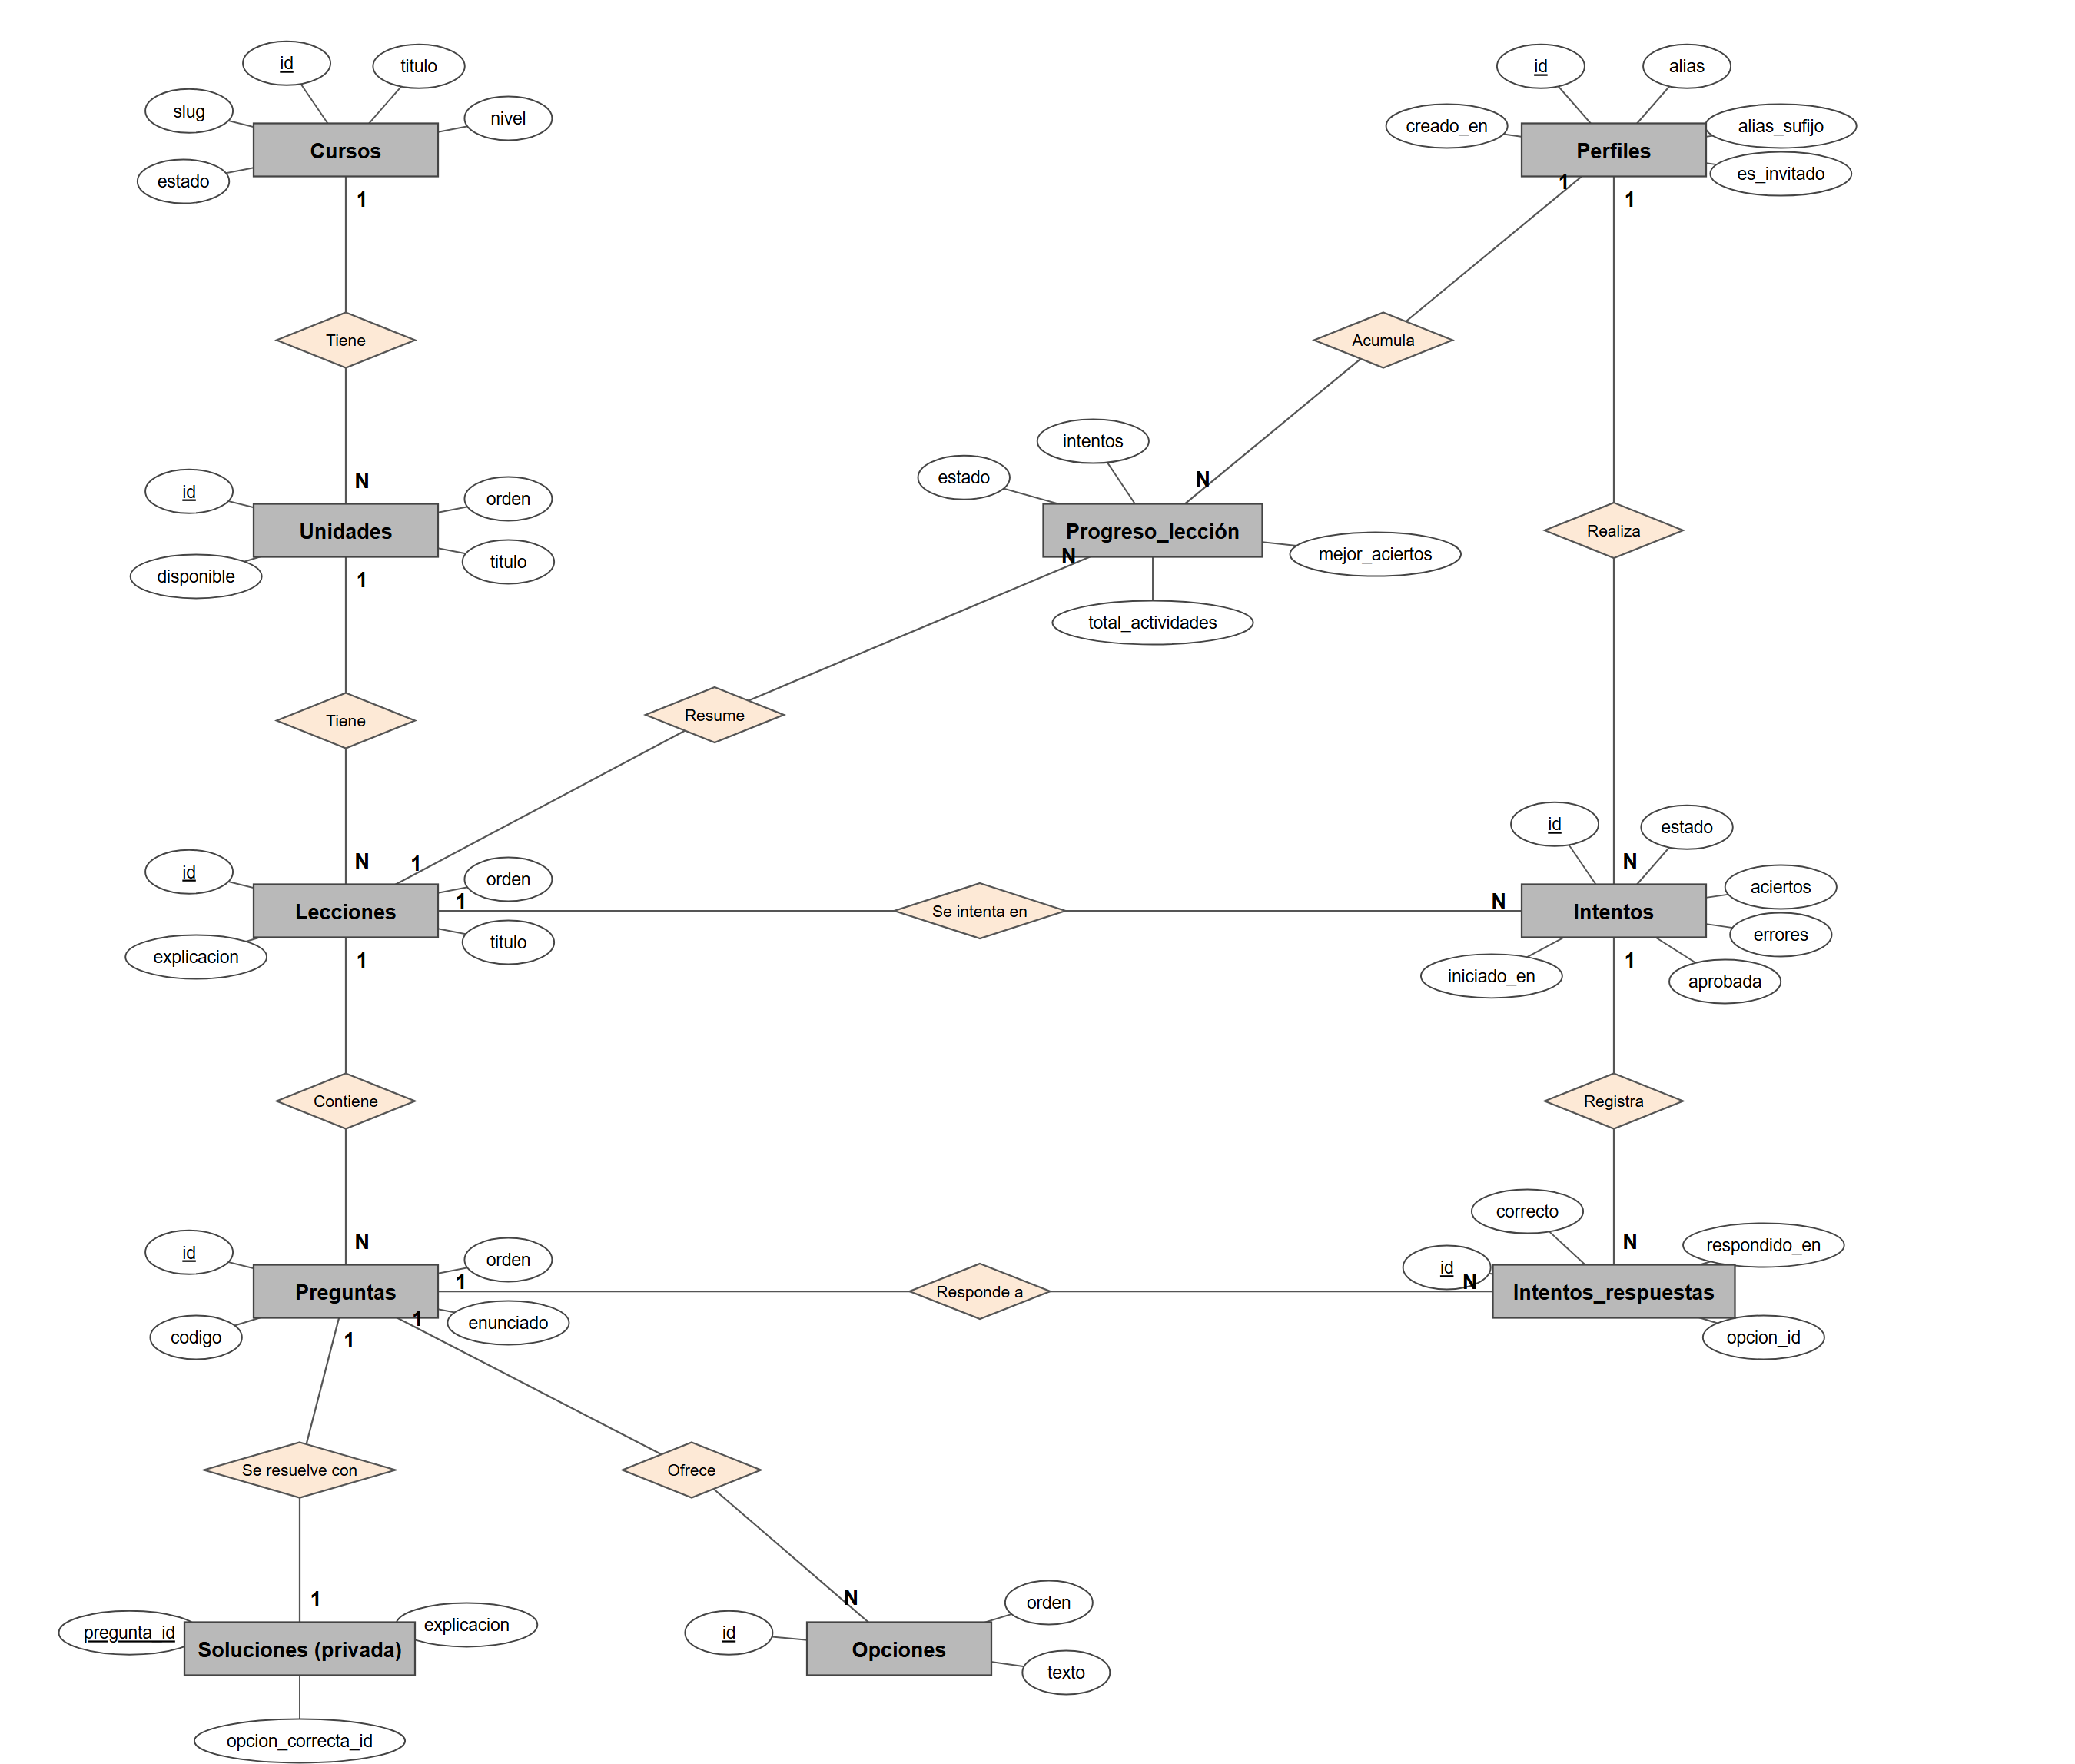 id
titulo
slug
nivel
Cursos
estado
1
Tiene
N
id
orden
Unidades
disponible
titulo
1
Tiene
N
id
orden
Lecciones
1
1
explicacion
titulo
1
Contiene
N
id
orden
Preguntas
1
codigo
enunciado
1
1
Se resuelve con
1
pregunta_id
explicacion
Soluciones (privada)
opcion_correcta_id
Ofrece
N
id
orden
Opciones
texto
id
alias
creado_en
alias_sufijo
Perfiles
es_invitado
1
1
Acumula
N
intentos
estado
Progreso_lección
N
mejor_aciertos
total_actividades
Resume
Realiza
N
id
estado
aciertos
Se intenta en
N
Intentos
errores
iniciado_en
aprobada
1
Registra
N
correcto
respondido_en
id
Responde a
N
Intentos_respuestas
opcion_id